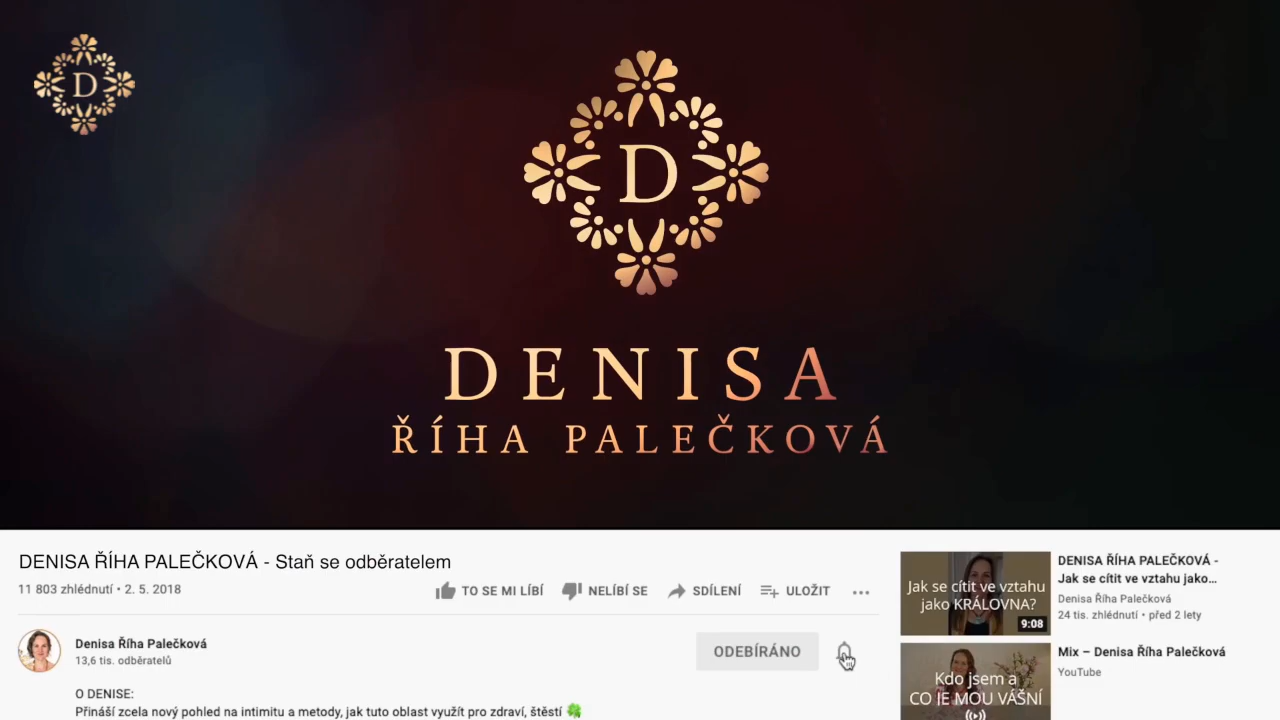 D
D
DENISA
ŘÍHA PALEČKOVÁ
DENISA ŘÍHA PALEČKOVÁ - Staň se odběratelem
11 803 zhlédnutí • 2. 5. 2018
TO SE MI LÍBÍ
NELÍBÍ SE
SDÍLENÍ
ULOŽIT
Denisa Říha Palečková
13,6 tis. odběratelů
ODEBÍRÁNO
O DENISE:
Přináší zcela nový pohled na intimitu a metody, jak tuto oblast využít pro zdraví, štěstí 🍀
Jak se cítit ve vztahu
jako KRÁLOVNA?
9:08
DENISA ŘÍHA PALEČKOVÁ -
Jak se cítit ve vztahu jako...
Denisa Říha Palečková
24 tis. zhlédnutí • před 2 lety
Kdo jsem a
CO JE MOU VÁŠNÍ
Mix – Denisa Říha Palečková
YouTube